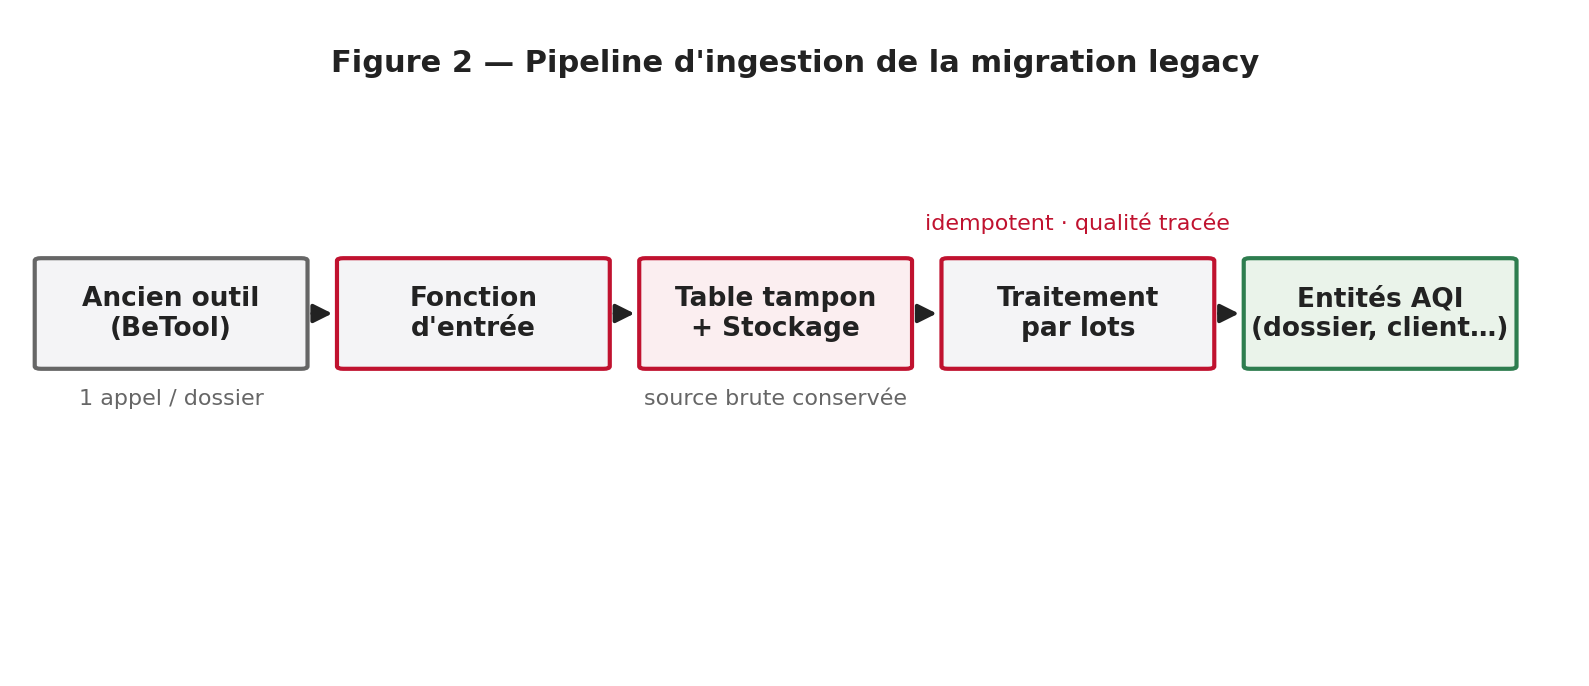 Figure 2 — Pipeline d'ingestion de la migration legacy
idempotent · qualité tracée
Ancien outil
(BeTool)
Fonction
d'entrée
Table tampon
+ Stockage
Traitement
par lots
Entités AQI
(dossier, client…)
1 appel / dossier
source brute conservée